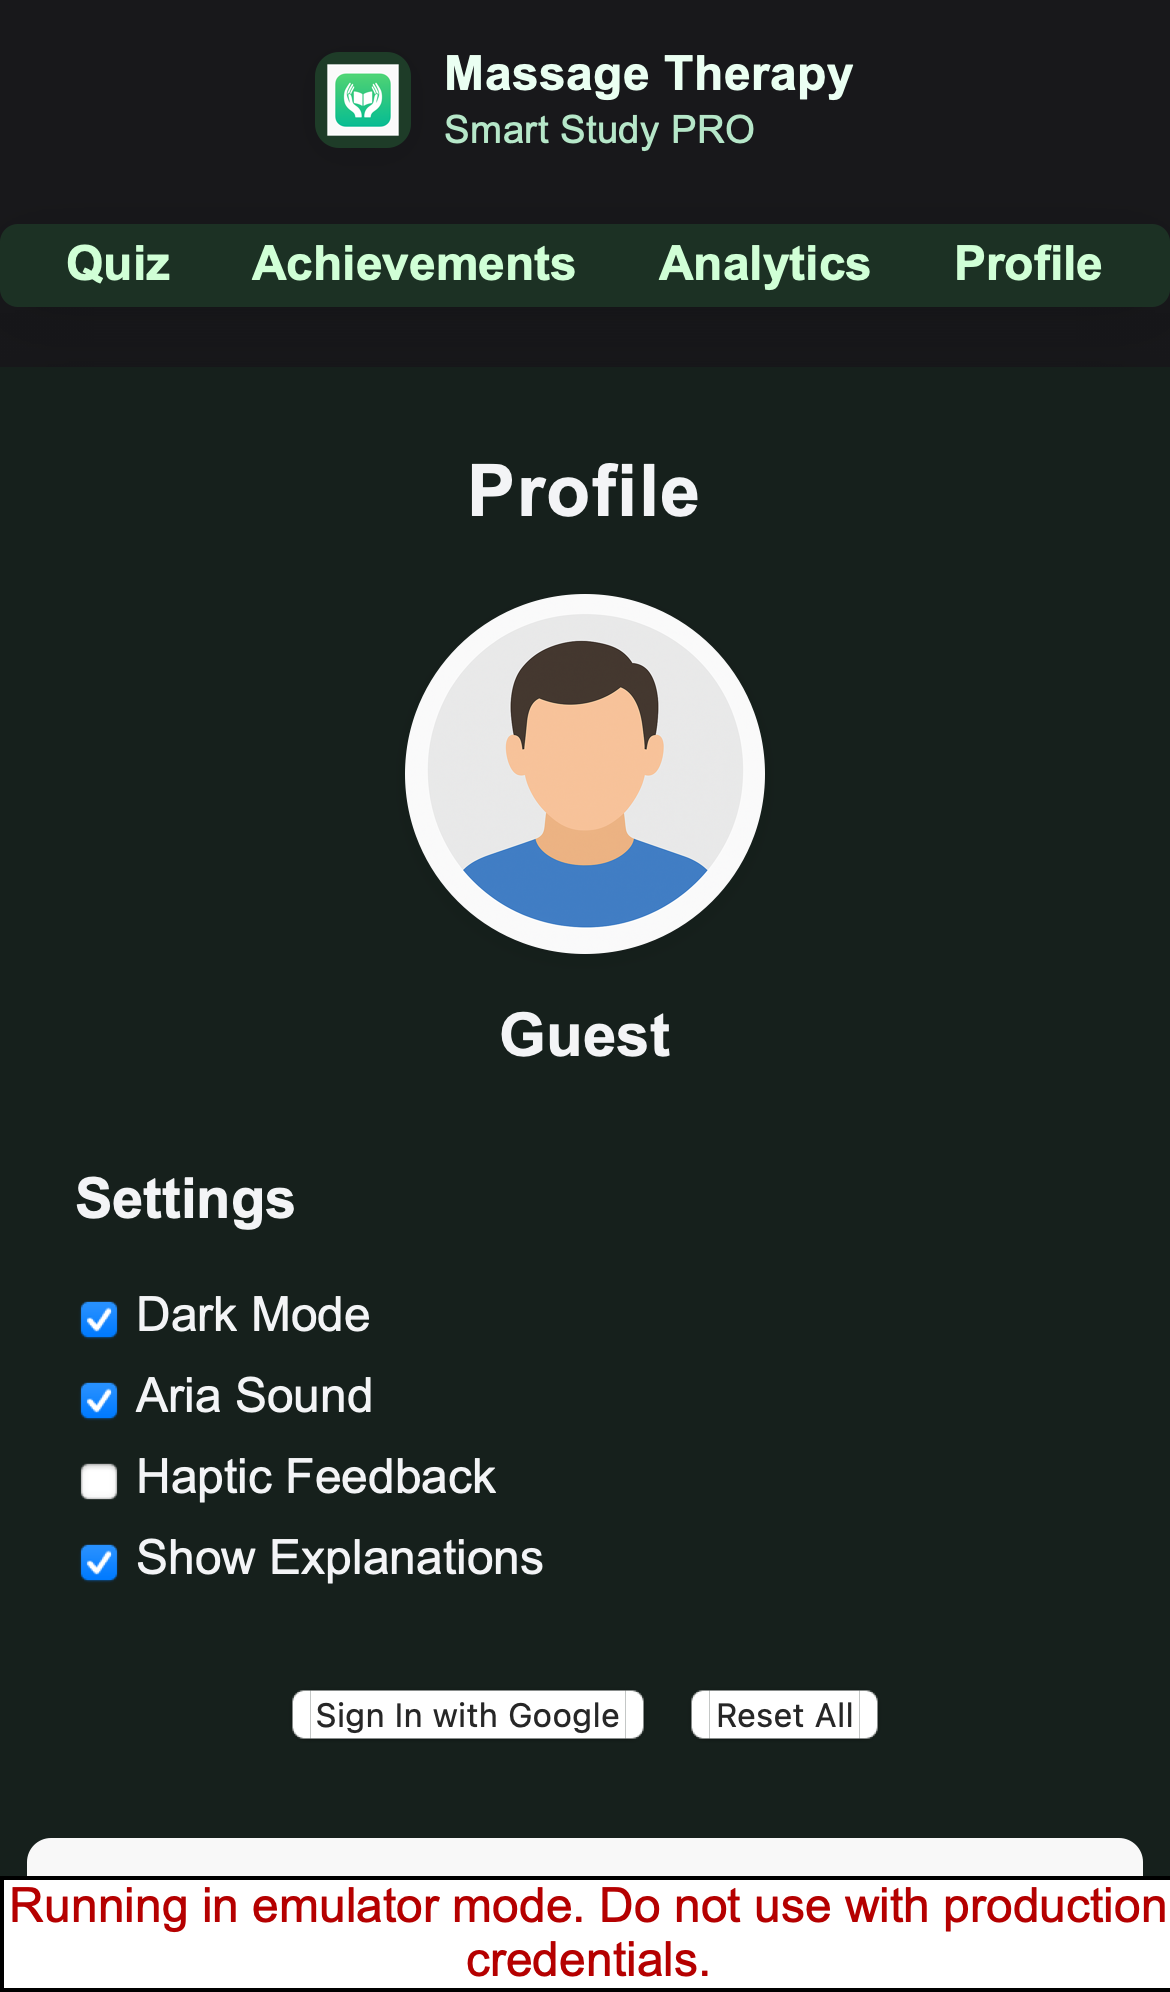 Massage Therapy
Smart Study PRO
Quiz Achievements Analytics Profile
Profile
Guest
Settings
Dark Mode
Aria Sound
Haptic Feedback
Show Explanations
Sign In with Google Reset All
Running in emulator mode. Do not use with production
credentials.